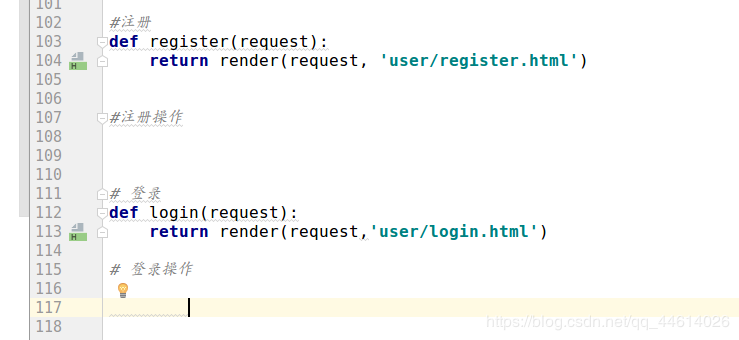 101
102 #注册
103 def register(request):
104 return render(request, 'user/register.html')
105
106
107 #注册操作
108
109
110
111 # 登录
112 def login(request):
113 return render(request,'user/login.html')
114
115 # 登录操作
116
117
118
https://blog.csdn.net/qq_44614026